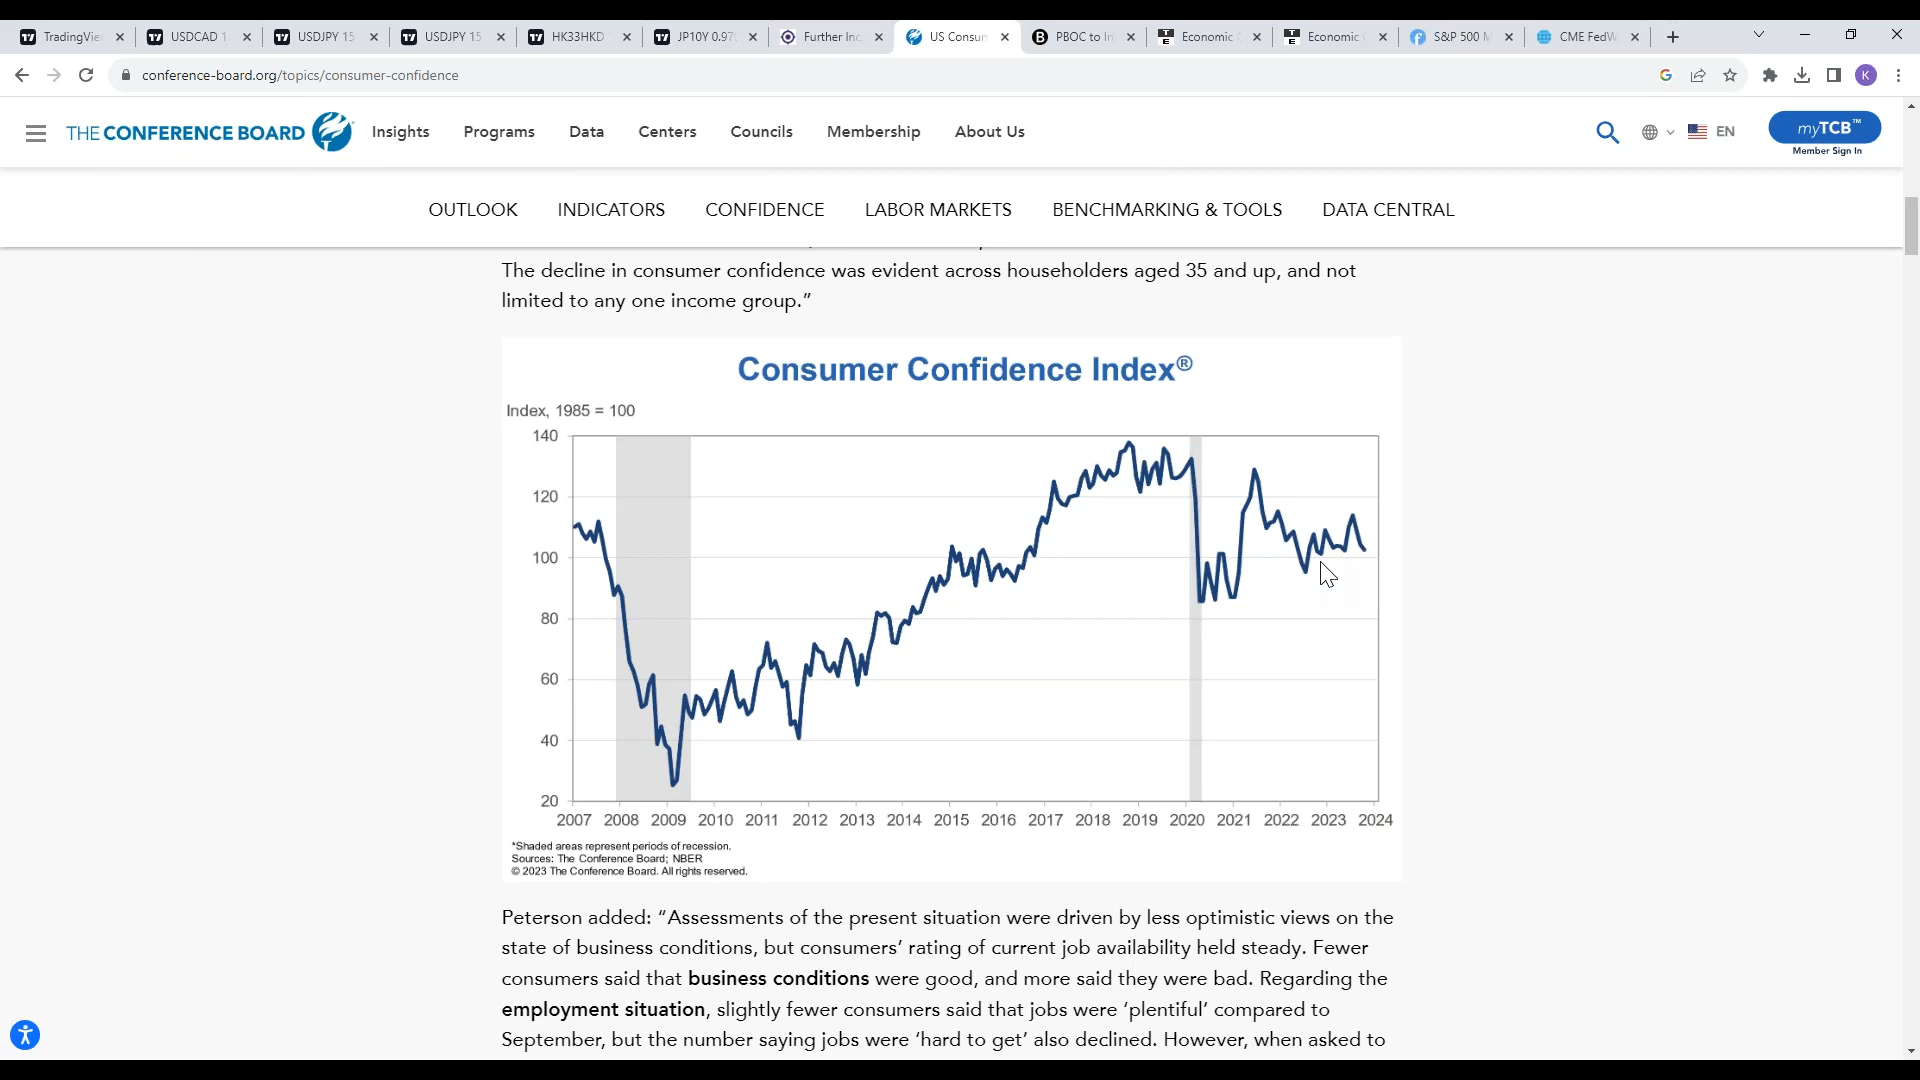 TradingVie
USDCAD 1
USDJPY 15
USDJPY 15
HK33HKD
JP10Y 0.97
Further Inc
US Consum
PBOC to In
Economic C
Economic C
S&P 500 M
CME FedW
conference-board.org/topics/consumer-confidence
K
THE CONFERENCE BOARD
Insights
Programs
Data
Centers
Councils
Membership
About Us
EN
myTCB™
Member Sign In
OUTLOOK
INDICATORS
CONFIDENCE
LABOR MARKETS
BENCHMARKING & TOOLS
DATA CENTRAL
The decline in consumer confidence was evident across householders aged 35 and up, and not
limited to any one income group.”
Consumer Confidence Index®
Index, 1985 = 100
140
120
100
80
60
40
20
2007 2008 2009 2010 2011 2012 2013 2014 2015 2016 2017 2018 2019 2020 2021 2022 2023 2024
*Shaded areas represent periods of recession.
Sources: The Conference Board; NBER
© 2023 The Conference Board. All rights reserved.
Peterson added: “Assessments of the present situation were driven by less optimistic views on the
state of business conditions, but consumers’ rating of current job availability held steady. Fewer
consumers said that business conditions were good, and more said they were bad. Regarding the
employment situation, slightly fewer consumers said that jobs were ‘plentiful’ compared to
September, but the number saying jobs were ‘hard to get’ also declined. However, when asked to